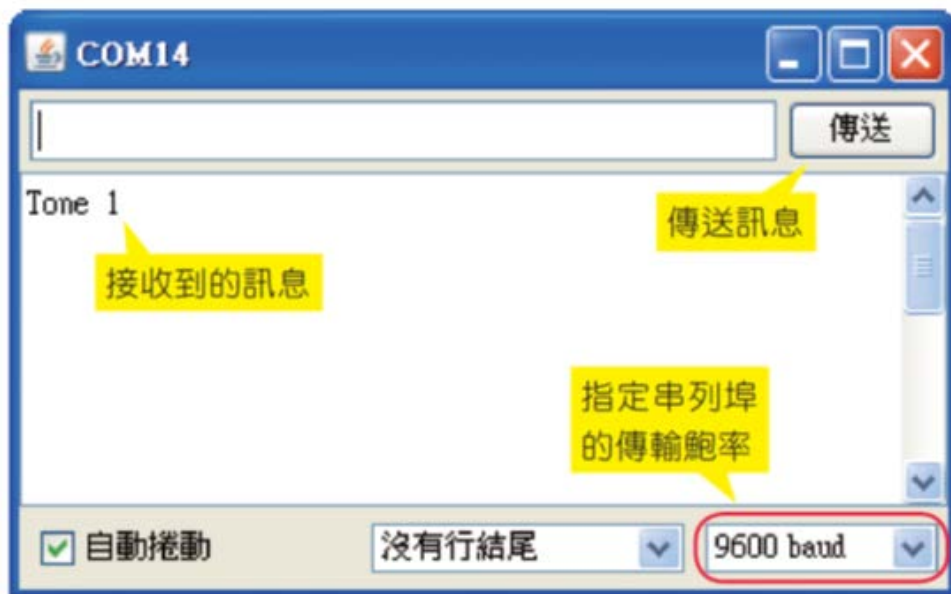 COM14
傳送
Tone 1
傳送訊息
接收到的訊息
指定串列埠
的傳輸鮑率
自動捲動
沒有行結尾
9600 baud